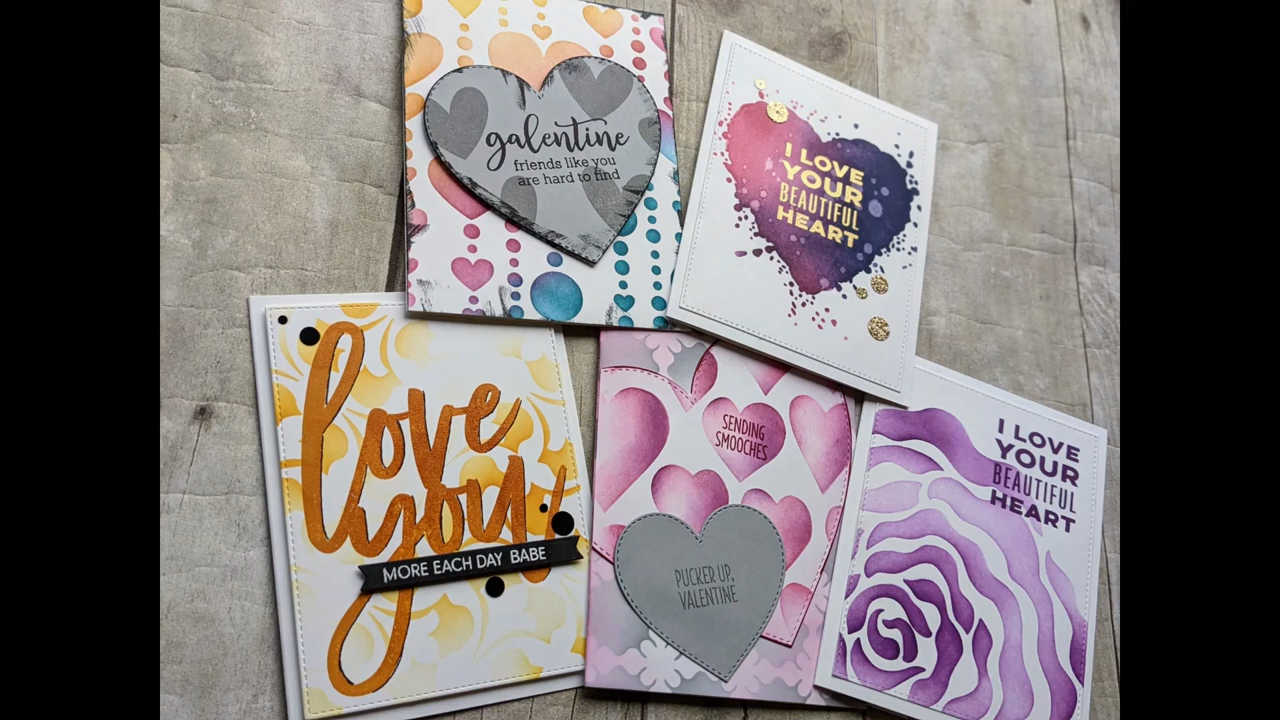 galentine
friends like you
are hard to find
I LOVE
YOUR
BEAUTIFUL
HEART
love
you
MORE EACH DAY BABE
SENDING
SMOOCHES
PUCKER UP,
VALENTINE
I LOVE
YOUR
BEAUTIFUL
HEART